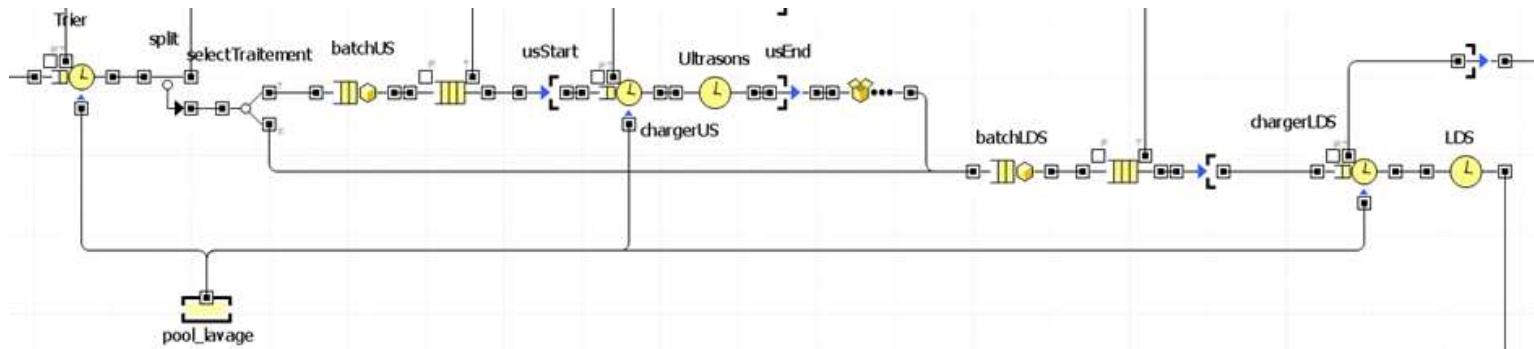 Trier
split
selectTraitement
batchUS
usStart
Ultrasons
usEnd
chargerUS
batchLDS
chargerLDS
LDS
pool_lavage